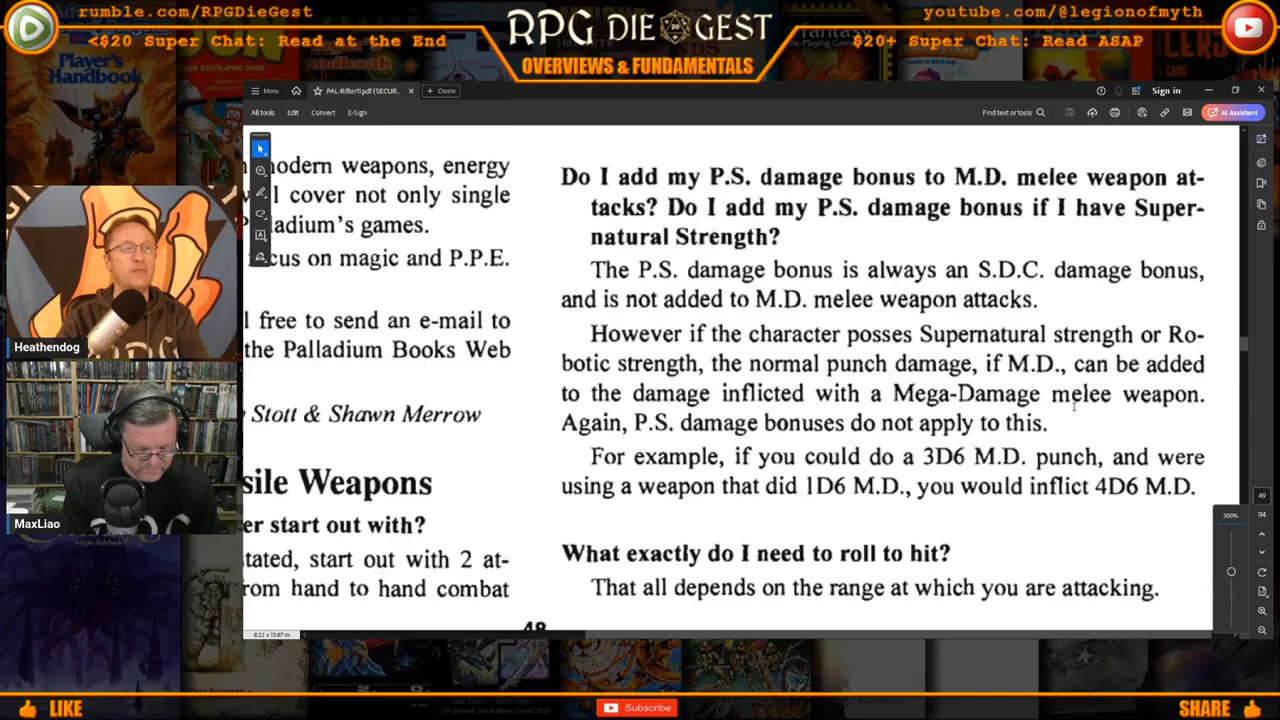 rumble.com/RPGDieGest
<$20 Super Chat: Read at the End
RPG DIE GEST
OVERVIEWS & FUNDAMENTALS
youtube.com/@legionofmyth
$20+ Super Chat: Read ASAP
Player's
Handbook
Menu
PAL-Rifter11.pdf (SECUR...
Create
Sign in
All tools
Edit
Convert
E-Sign
Find text or tools
AI Assistant
modern weapons, energy
l cover not only single
ladium's games.
cus on magic and P.P.E.
l free to send an e-mail to
the Palladium Books Web
Stott & Shawn Merrow
sile Weapons
er start out with?
stated, start out with 2 at-
rom hand to hand combat
Do I add my P.S. damage bonus to M.D. melee weapon at-
tacks? Do I add my P.S. damage bonus if I have Super-
natural Strength?
The P.S. damage bonus is always an S.D.C. damage bonus,
and is not added to M.D. melee weapon attacks.
However if the character posses Supernatural strength or Ro-
botic strength, the normal punch damage, if M.D., can be added
to the damage inflicted with a Mega-Damage melee weapon.
Again, P.S. damage bonuses do not apply to this.
For example, if you could do a 3D6 M.D. punch, and were
using a weapon that did 1D6 M.D., you would inflict 4D6 M.D.
What exactly do I need to roll to hit?
That all depends on the range at which you are attacking.
48
8.22 x 10.87 in
49
114
300%
Heathendog
MaxLiao
LIKE
Subscribe
SHARE